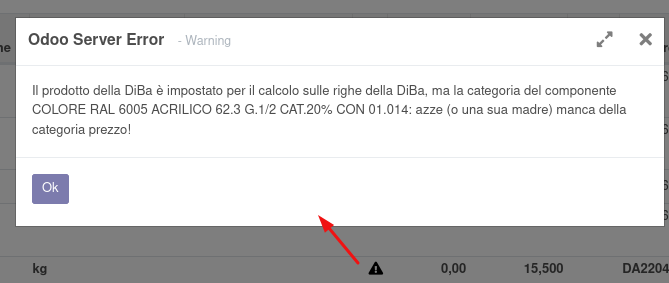 Odoo Server Error - Warning
Il prodotto della DiBa è impostato per il calcolo sulle righe della DiBa, ma la categoria del componente
COLORE RAL 6005 ACRILICO 62.3 G.1/2 CAT.20% CON 01.014: azze (o una sua madre) manca della
categoria prezzo!
Ok
kg 0,00 15,500 DA2204